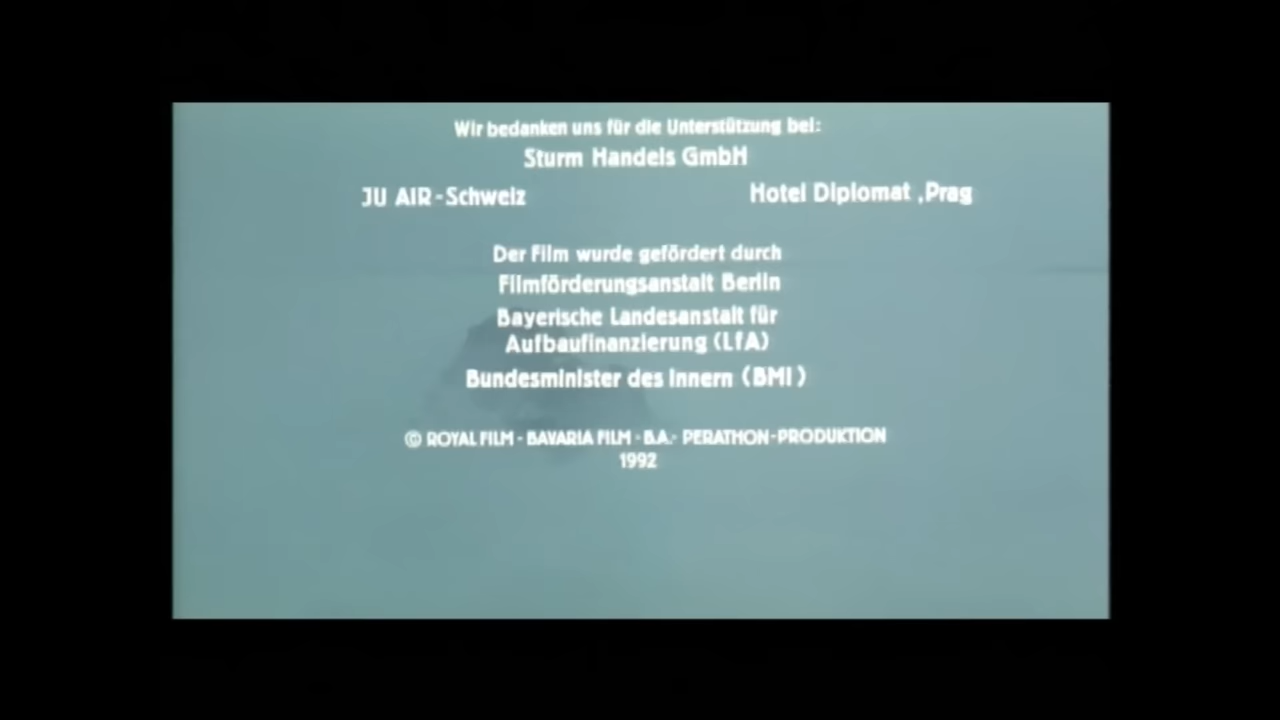 Wir bedanken uns für die Unterstützung bei:
Sturm Handels GmbH
JU AIR-Schweiz
Hotel Diplomat ,Prag
Der Film wurde gefördert durch
Filmförderungsanstalt Berlin
Bayerische Landesanstalt für
Aufbaufinanzierung (LfA)
Bundesminister des Innern (BMI)
© ROYAL FILM - BAVARIA FILM - B.A. - PERATHON-PRODUKTION
1992